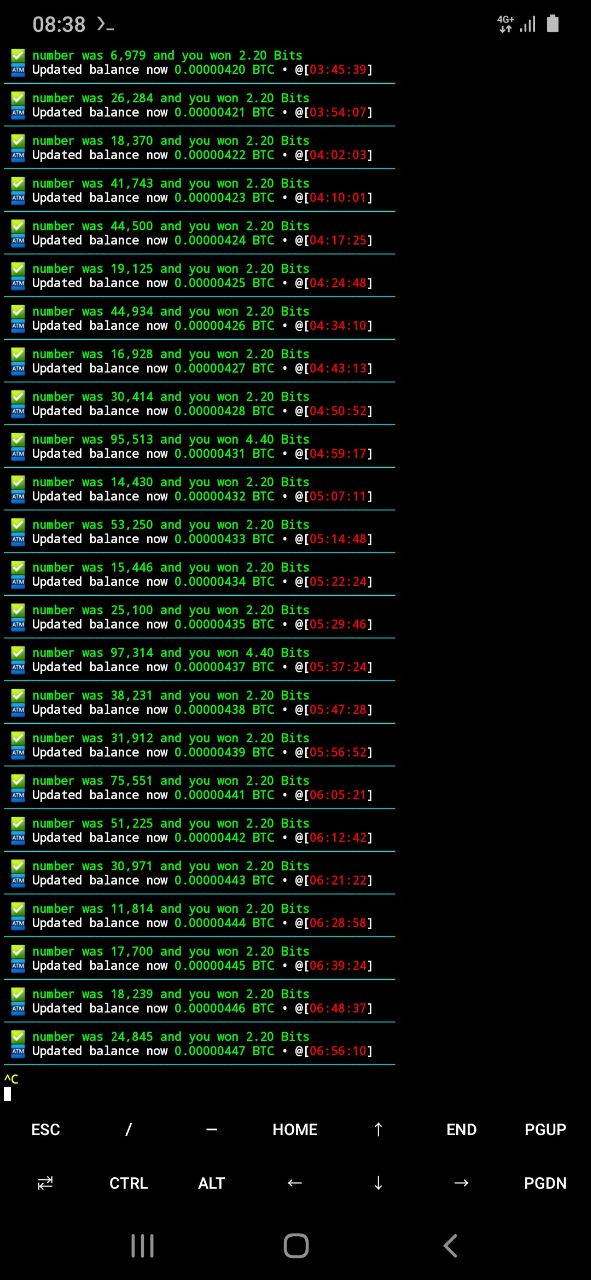 08:38 >_ 4G+
number was 6,979 and you won 2.20 Bits
ATM Updated balance now 0.00000420 BTC • @[03:45:39]
number was 26,284 and you won 2.20 Bits
ATM Updated balance now 0.00000421 BTC • @[03:54:07]
number was 18,370 and you won 2.20 Bits
ATM Updated balance now 0.00000422 BTC • @[04:02:03]
number was 41,743 and you won 2.20 Bits
ATM Updated balance now 0.00000423 BTC • @[04:10:01]
number was 44,500 and you won 2.20 Bits
ATM Updated balance now 0.00000424 BTC • @[04:17:25]
number was 19,125 and you won 2.20 Bits
ATM Updated balance now 0.00000425 BTC • @[04:24:48]
number was 44,934 and you won 2.20 Bits
ATM Updated balance now 0.00000426 BTC • @[04:34:10]
number was 16,928 and you won 2.20 Bits
ATM Updated balance now 0.00000427 BTC • @[04:43:13]
number was 30,414 and you won 2.20 Bits
ATM Updated balance now 0.00000428 BTC • @[04:50:52]
number was 95,513 and you won 4.40 Bits
ATM Updated balance now 0.00000431 BTC • @[04:59:17]
number was 14,430 and you won 2.20 Bits
ATM Updated balance now 0.00000432 BTC • @[05:07:11]
number was 53,250 and you won 2.20 Bits
ATM Updated balance now 0.00000433 BTC • @[05:14:48]
number was 15,446 and you won 2.20 Bits
ATM Updated balance now 0.00000434 BTC • @[05:22:24]
number was 25,100 and you won 2.20 Bits
ATM Updated balance now 0.00000435 BTC • @[05:29:46]
number was 97,314 and you won 4.40 Bits
ATM Updated balance now 0.00000437 BTC • @[05:37:24]
number was 38,231 and you won 2.20 Bits
ATM Updated balance now 0.00000438 BTC • @[05:47:28]
number was 31,912 and you won 2.20 Bits
ATM Updated balance now 0.00000439 BTC • @[05:56:52]
number was 75,551 and you won 2.20 Bits
ATM Updated balance now 0.00000441 BTC • @[06:05:21]
number was 51,225 and you won 2.20 Bits
ATM Updated balance now 0.00000442 BTC • @[06:12:42]
number was 30,971 and you won 2.20 Bits
ATM Updated balance now 0.00000443 BTC • @[06:21:22]
number was 11,814 and you won 2.20 Bits
ATM Updated balance now 0.00000444 BTC • @[06:28:58]
number was 17,700 and you won 2.20 Bits
ATM Updated balance now 0.00000445 BTC • @[06:39:24]
number was 18,239 and you won 2.20 Bits
ATM Updated balance now 0.00000446 BTC • @[06:48:37]
number was 24,845 and you won 2.20 Bits
ATM Updated balance now 0.00000447 BTC • @[06:56:10]
^C
ESC / — HOME ↑ END PGUP
⇄ CTRL ALT ← ↓ → PGDN